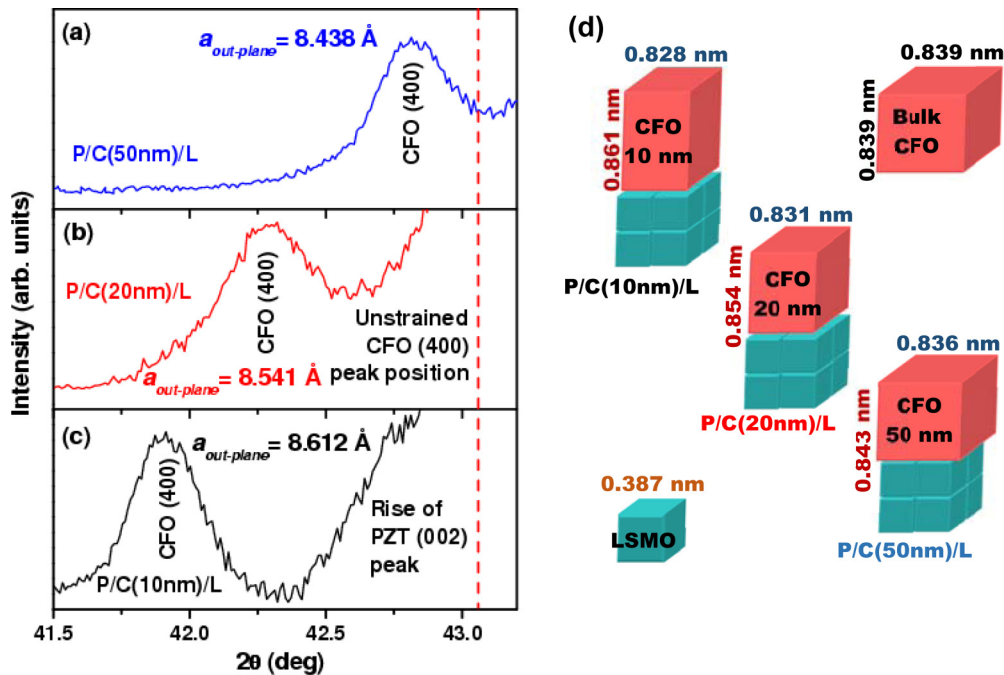 (a)
a out-plane = 8.438 Å
CFO (400)
P/C(50nm)/L
(b)
P/C(20nm)/L
CFO (400)
Unstrained
CFO (400)
peak position
a out-plane = 8.541 Å
(c)
a out-plane = 8.612 Å
CFO (400)
Rise of
PZT (002)
peak
P/C(10nm)/L
Intensity (arb. units)
41.5 42.0 42.5 43.0
2θ (deg)
(d)
0.828 nm
0.861 nm
CFO
10 nm
P/C(10nm)/L
0.839 nm
0.839 nm
Bulk
CFO
0.831 nm
0.854 nm
CFO
20 nm
P/C(20nm)/L
0.836 nm
0.843 nm
CFO
50 nm
P/C(50nm)/L
0.387 nm
LSMO